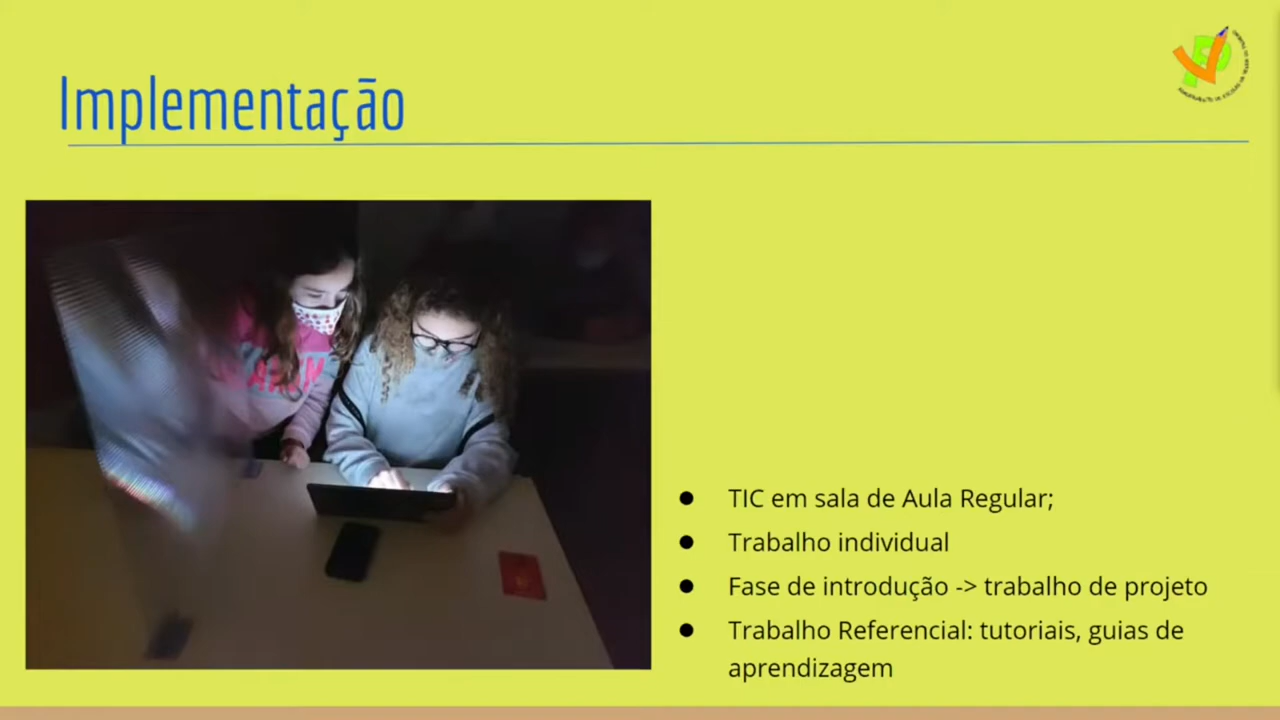 Implementação
TIC em sala de Aula Regular;
Trabalho individual
Fase de introdução -> trabalho de projeto
Trabalho Referencial: tutoriais, guias de
aprendizagem